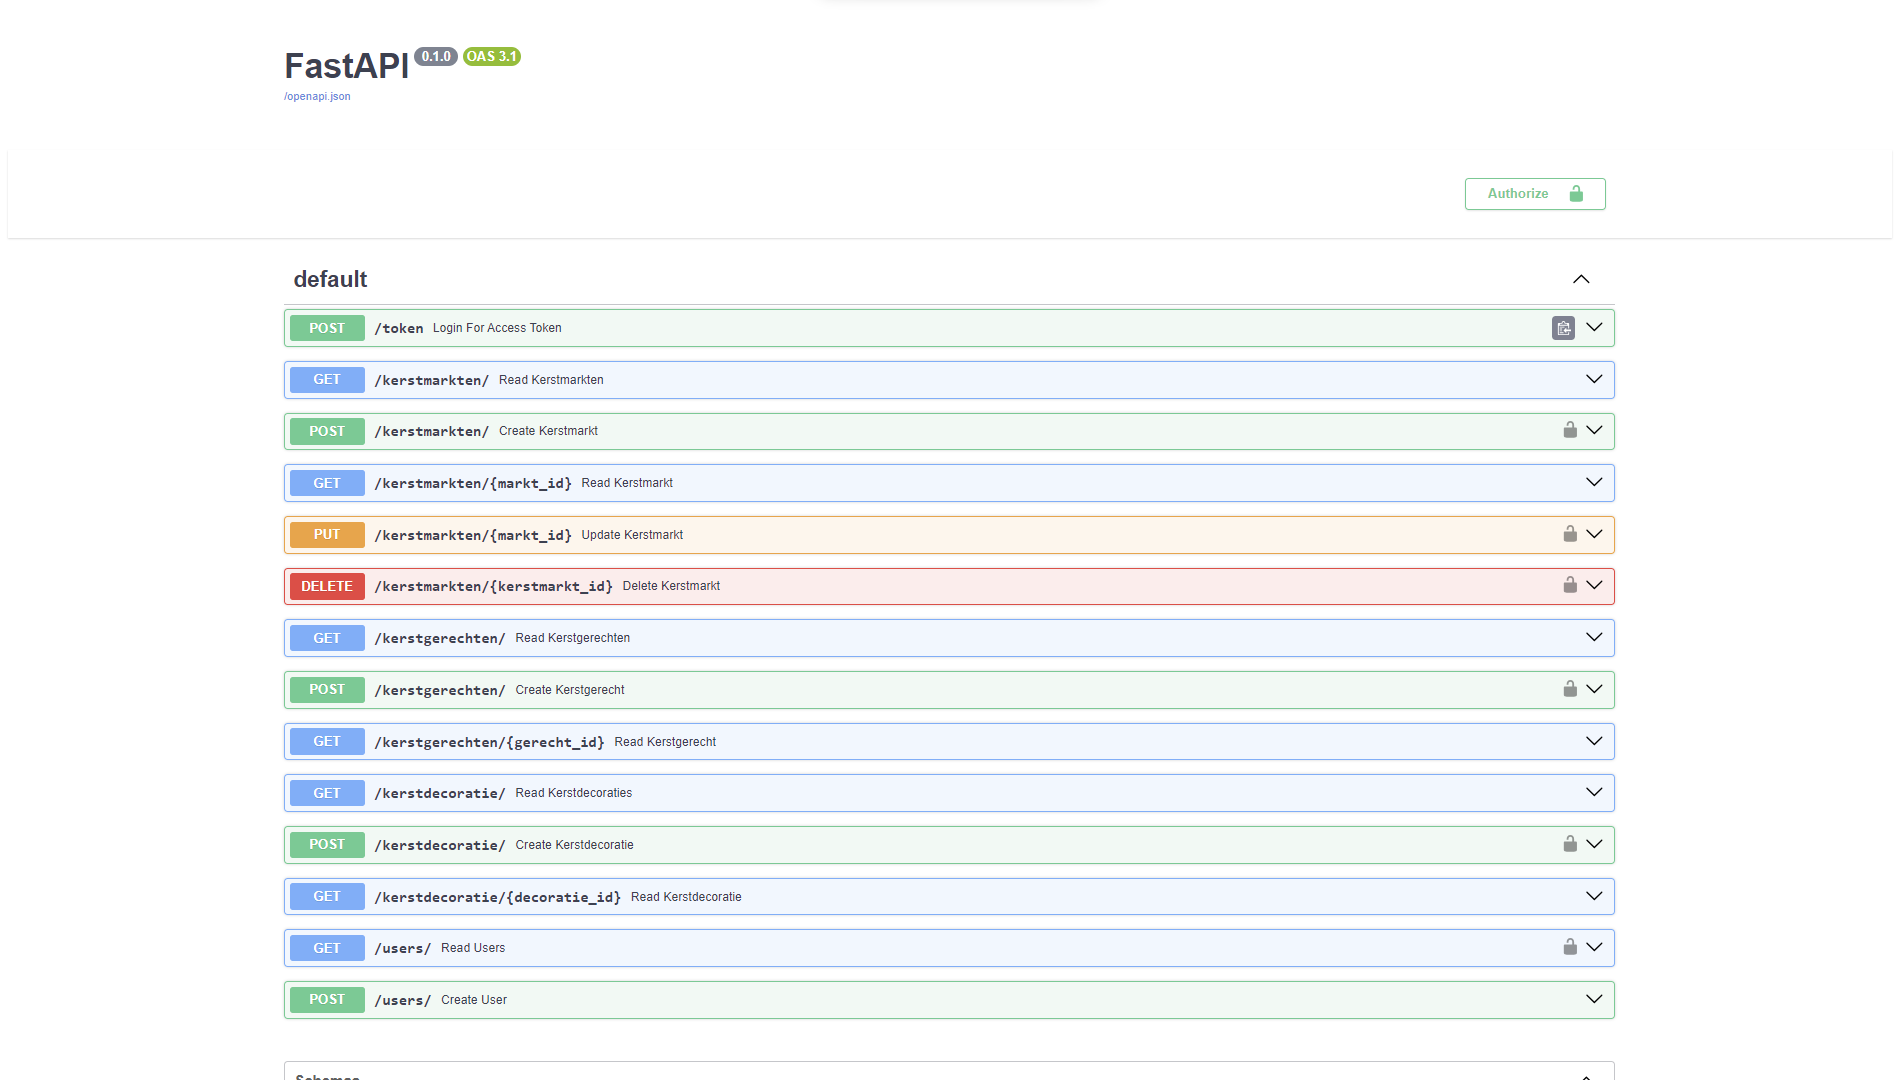 FastAPI 0.1.0 OAS 3.1
/openapi.json
Authorize
default
POST /token Login For Access Token
GET /kerstmarkten/ Read Kerstmarkten
POST /kerstmarkten/ Create Kerstmarkt
GET /kerstmarkten/{markt_id} Read Kerstmarkt
PUT /kerstmarkten/{markt_id} Update Kerstmarkt
DELETE /kerstmarkten/{kerstmarkt_id} Delete Kerstmarkt
GET /kerstgerechten/ Read Kerstgerechten
POST /kerstgerechten/ Create Kerstgerecht
GET /kerstgerechten/{gerecht_id} Read Kerstgerecht
GET /kerstdecoratie/ Read Kerstdecoraties
POST /kerstdecoratie/ Create Kerstdecoratie
GET /kerstdecoratie/{decoratie_id} Read Kerstdecoratie
GET /users/ Read Users
POST /users/ Create User
Schemas